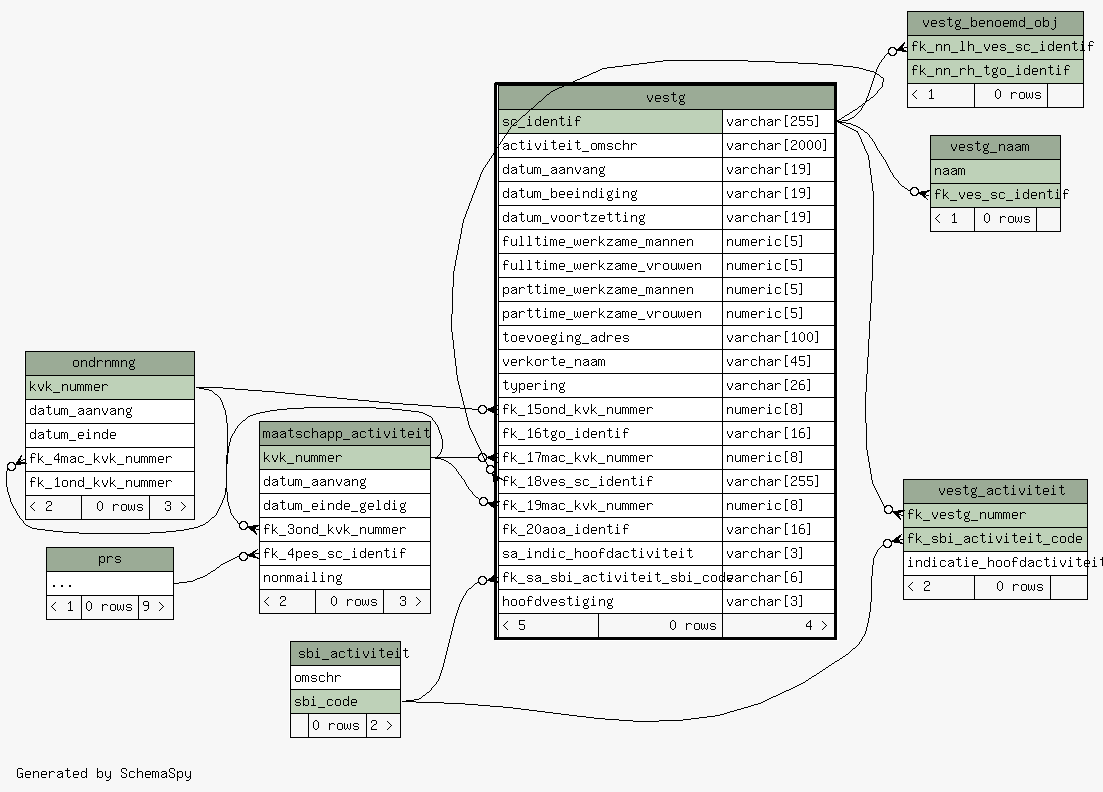 vestg_benoemd_obj
fk_nn_lh_ves_sc_identif
fk_nn_rh_tgo_identif
< 1 0 rows
vestg_naam
naam
fk_ves_sc_identif
< 1 0 rows
vestg
sc_identif varchar[255]
activiteit_omschr varchar[2000]
datum_aanvang varchar[19]
datum_beeindiging varchar[19]
datum_voortzetting varchar[19]
fulltime_werkzame_mannen numeric[5]
fulltime_werkzame_vrouwen numeric[5]
parttime_werkzame_mannen numeric[5]
parttime_werkzame_vrouwen numeric[5]
toevoeging_adres varchar[100]
verkorte_naam varchar[45]
typering varchar[26]
fk_15ond_kvk_nummer numeric[8]
fk_16tgo_identif varchar[16]
fk_17mac_kvk_nummer numeric[8]
fk_18ves_sc_identif varchar[255]
fk_19mac_kvk_nummer numeric[8]
fk_20aoa_identif varchar[16]
sa_indic_hoofdactiviteit varchar[3]
fk_sa_sbi_activiteit_sbi_code varchar[6]
hoofdvestiging varchar[3]
< 5 0 rows 4 >
ondrnmng
kvk_nummer
datum_aanvang
datum_einde
fk_4mac_kvk_nummer
fk_1ond_kvk_nummer
< 2 0 rows 3 >
maatschapp_activiteit
kvk_nummer
datum_aanvang
datum_einde_geldig
fk_3ond_kvk_nummer
fk_4pes_sc_identif
nonmailing
< 2 0 rows 3 >
prs
...
< 1 0 rows 9 >
vestg_activiteit
fk_vestg_nummer
fk_sbi_activiteit_code
indicatie_hoofdactiviteit
< 2 0 rows
sbi_activiteit
omschr
sbi_code
0 rows 2 >
Generated by SchemaSpy